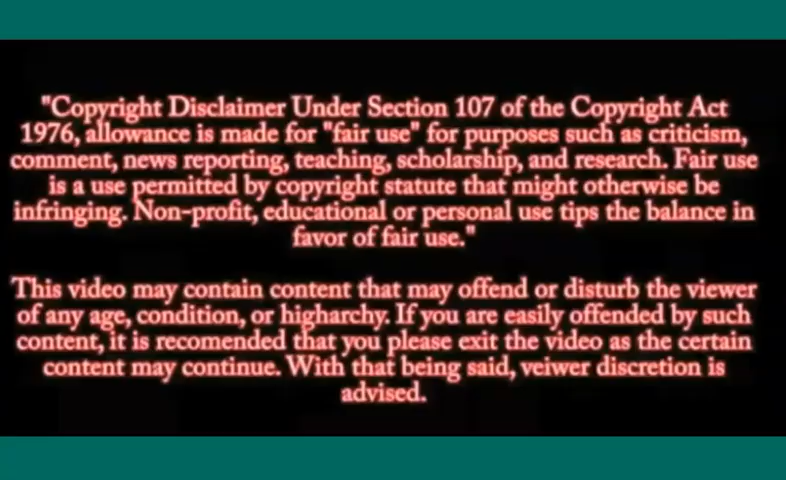 "Copyright Disclaimer Under Section 107 of the Copyright Act
1976, allowance is made for "fair use" for purposes such as criticism,
comment, news reporting, teaching, scholarship, and research. Fair use
is a use permitted by copyright statute that might otherwise be
infringing. Non-profit, educational or personal use tips the balance in
favor of fair use."
This video may contain content that may offend or disturb the viewer
of any age, condition, or higharchy. If you are easily offended by such
content, it is recomended that you please exit the video as the certain
content may continue. With that being said, veiwer discretion is
advised.